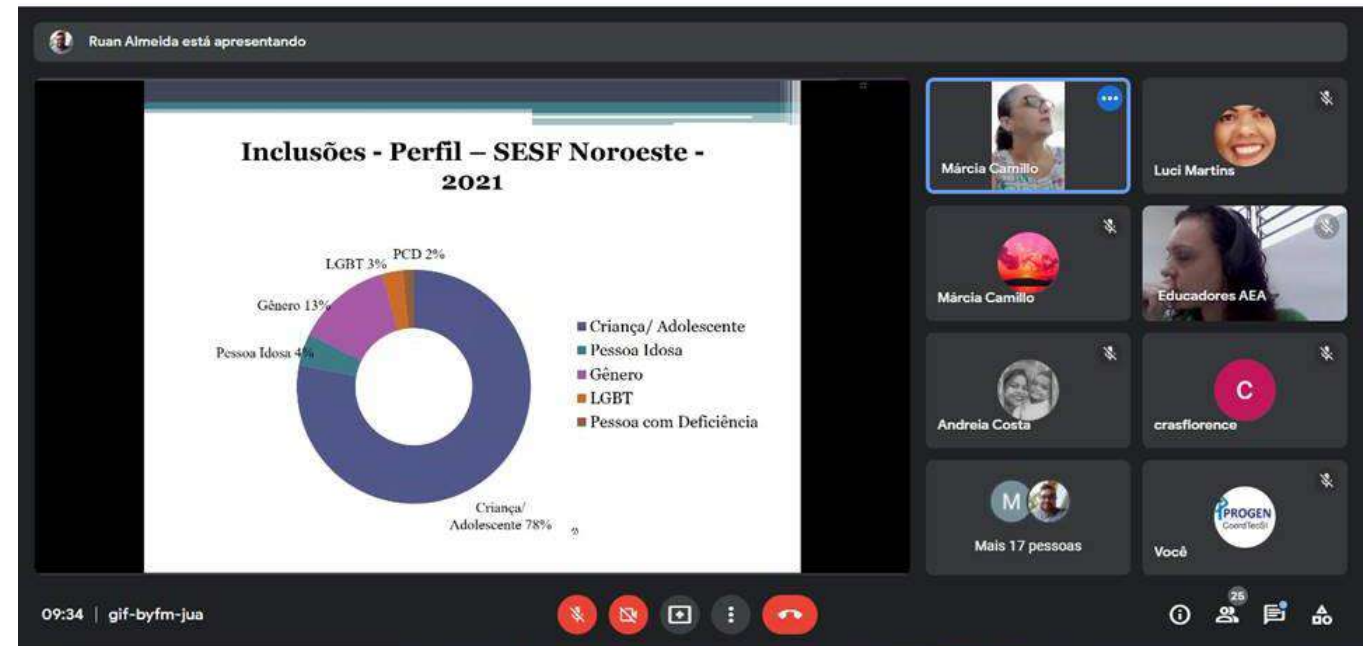 Ruan Almeida está apresentando
Inclusões - Perfil – SESF Noroeste -
2021
PCD 2%
LGBT 3%
Gênero 13%
Pessoa Idosa 4%
Criança/
Adolescente 78%
Criança/ Adolescente
Pessoa Idosa
Gênero
LGBT
Pessoa com Deficiência
Márcia Camillo
Luci Martins
Márcia Camillo
Educadores AEA
Andreia Costa
C
crasflorence
M
Mais 17 pessoas
PROGEN
CoordTecSI
Você
09:34 | gif-byfm-jua
25